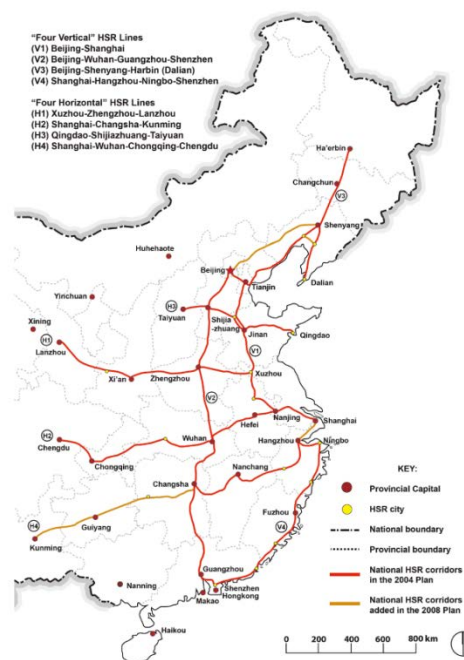 “Four Vertical” HSR Lines
(V1) Beijing-Shanghai
(V2) Beijing-Wuhan-Guangzhou-Shenzhen
(V3) Beijing-Shenyang-Harbin (Dalian)
(V4) Shanghai-Hangzhou-Ningbo-Shenzhen
“Four Horizontal” HSR Lines
(H1) Xuzhou-Zhengzhou-Lanzhou
(H2) Shanghai-Changsha-Kunming
(H3) Qingdao-Shijiazhuang-Taiyuan
(H4) Shanghai-Wuhan-Chongqing-Chengdu
Ha'erbin
Changchun
V3
Shenyang
Huhehaote
Beijing
Dalian
Tianjin
Yinchuan
H3
Taiyuan
Shijia
-zhuang
Xining
Jinan
Qingdao
H1
Lanzhou
V1
Xi'an
Zhengzhou
Xuzhou
V2
Nanjing
Shanghai
Hefei
H2
Wuhan
Hangzhou
Ningbo
Chengdu
Chongqing
Nanchang
Changsha
KEY:
Provincial Capital
HSR city
National boundary
Provincial boundary
National HSR corridors
in the 2004 Plan
National HSR corridors
added in the 2008 Plan
H4
Guiyang
Fuzhou
V4
Kunming
Guangzhou
Nanning
Shenzhen
Makao
Hongkong
Haikou
0 200 400 600 800 km